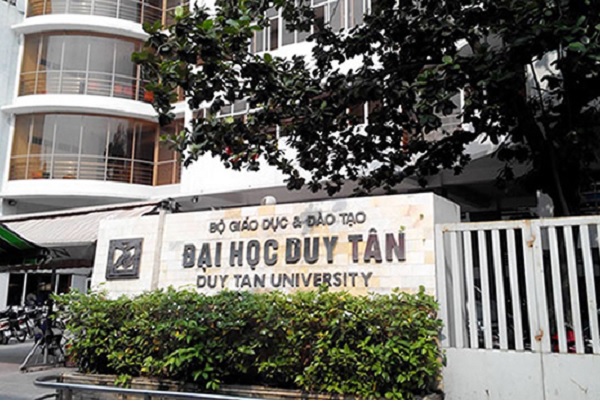 BỘ GIÁO DỤC & ĐÀO TẠO
ĐẠI HỌC DUY TÂN
DUY TAN UNIVERSITY